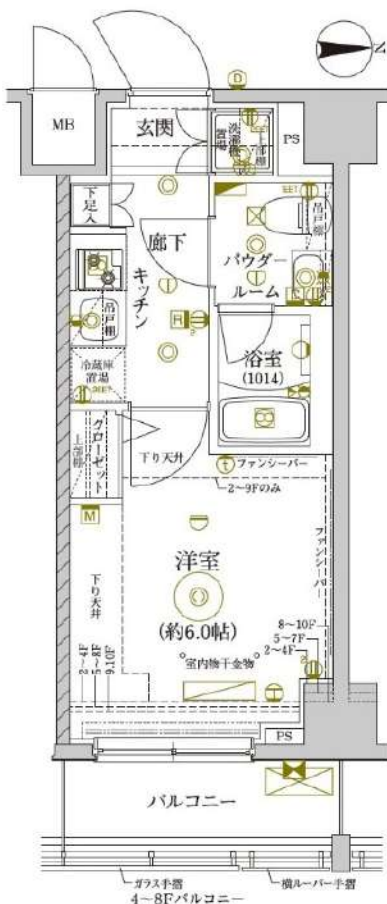 N
D
MB
玄関
洗濯機
置場
上部棚
PS
下足入
廊下
キッチン
吊戸棚
冷蔵庫
置場
REF
R
パウダー
ルーム
吊戸棚
浴室
(1014)
クローゼット
上部棚
下り天井
t
ファンシーバー
2~9Fのみ
ファンシーバー
M
洋室
(約6.0帖)
下り天井
2~4F
5~8F
9,10F
室内物干金物
8~10F
5~7F
2~4F
2
PS
バルコニー
ガラス手摺
横ルーバー手摺
4~8Fバルコニー